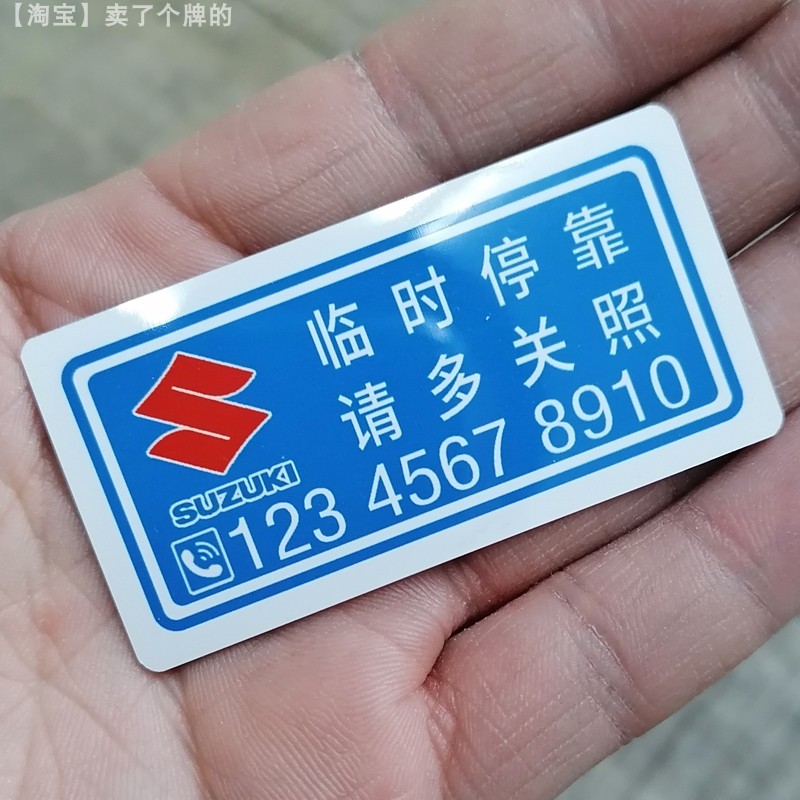 【淘宝】卖了个牌的
临时停靠
请多关照
SUZUKI
123 4567 8910